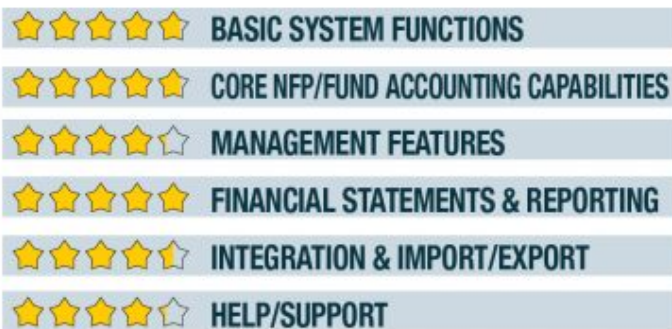 BASIC SYSTEM FUNCTIONS
CORE NFP/FUND ACCOUNTING CAPABILITIES
MANAGEMENT FEATURES
FINANCIAL STATEMENTS & REPORTING
INTEGRATION & IMPORT/EXPORT
HELP/SUPPORT